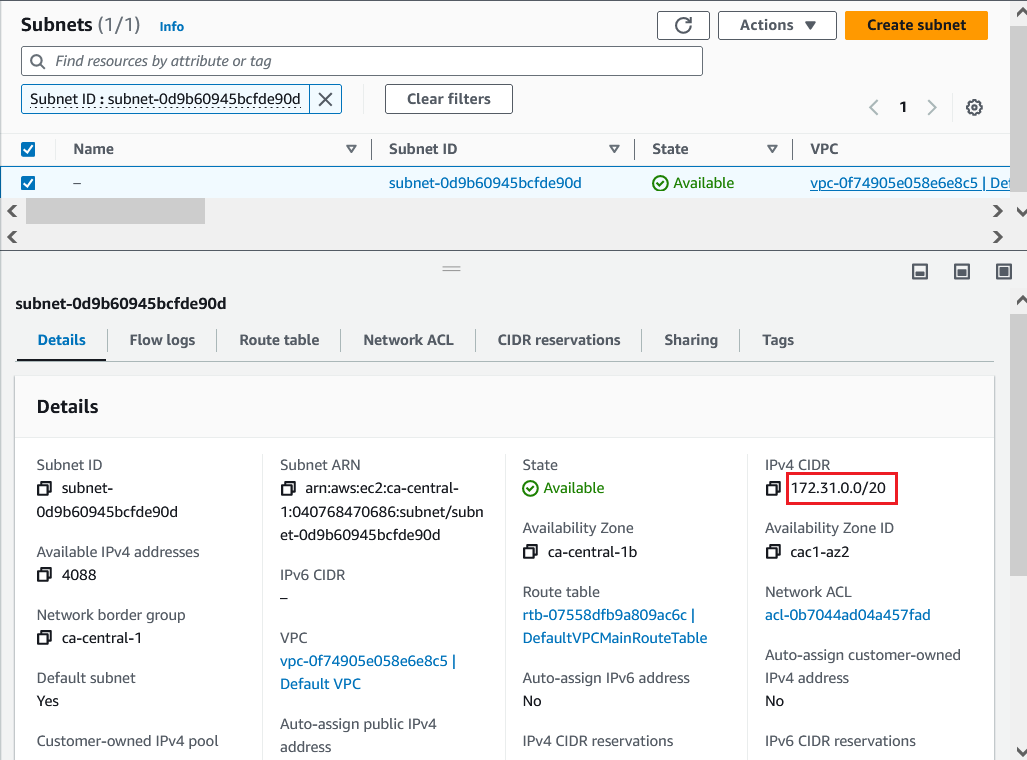 Subnets (1/1) Info
Actions
Create subnet
Find resources by attribute or tag
Subnet ID : subnet-0d9b60945bcfde90d
Clear filters
1
Name Subnet ID State VPC
– subnet-0d9b60945bcfde90d Available vpc-0f74905e058e6e8c5 | Def
subnet-0d9b60945bcfde90d
Details Flow logs Route table Network ACL CIDR reservations Sharing Tags
Details
Subnet ID
subnet-
0d9b60945bcfde90d
Available IPv4 addresses
4088
Network border group
ca-central-1
Default subnet
Yes
Customer-owned IPv4 pool
Subnet ARN
arn:aws:ec2:ca-central-
1:040768470686:subnet/subn
et-0d9b60945bcfde90d
IPv6 CIDR
–
VPC
vpc-0f74905e058e6e8c5 |
Default VPC
Auto-assign public IPv4
address
State
Available
Availability Zone
ca-central-1b
Route table
rtb-07558dfb9a809ac6c |
DefaultVPCMainRouteTable
Auto-assign IPv6 address
No
IPv4 CIDR reservations
IPv4 CIDR
172.31.0.0/20
Availability Zone ID
cac1-az2
Network ACL
acl-0b7044ad04a457fad
Auto-assign customer-owned
IPv4 address
No
IPv6 CIDR reservations